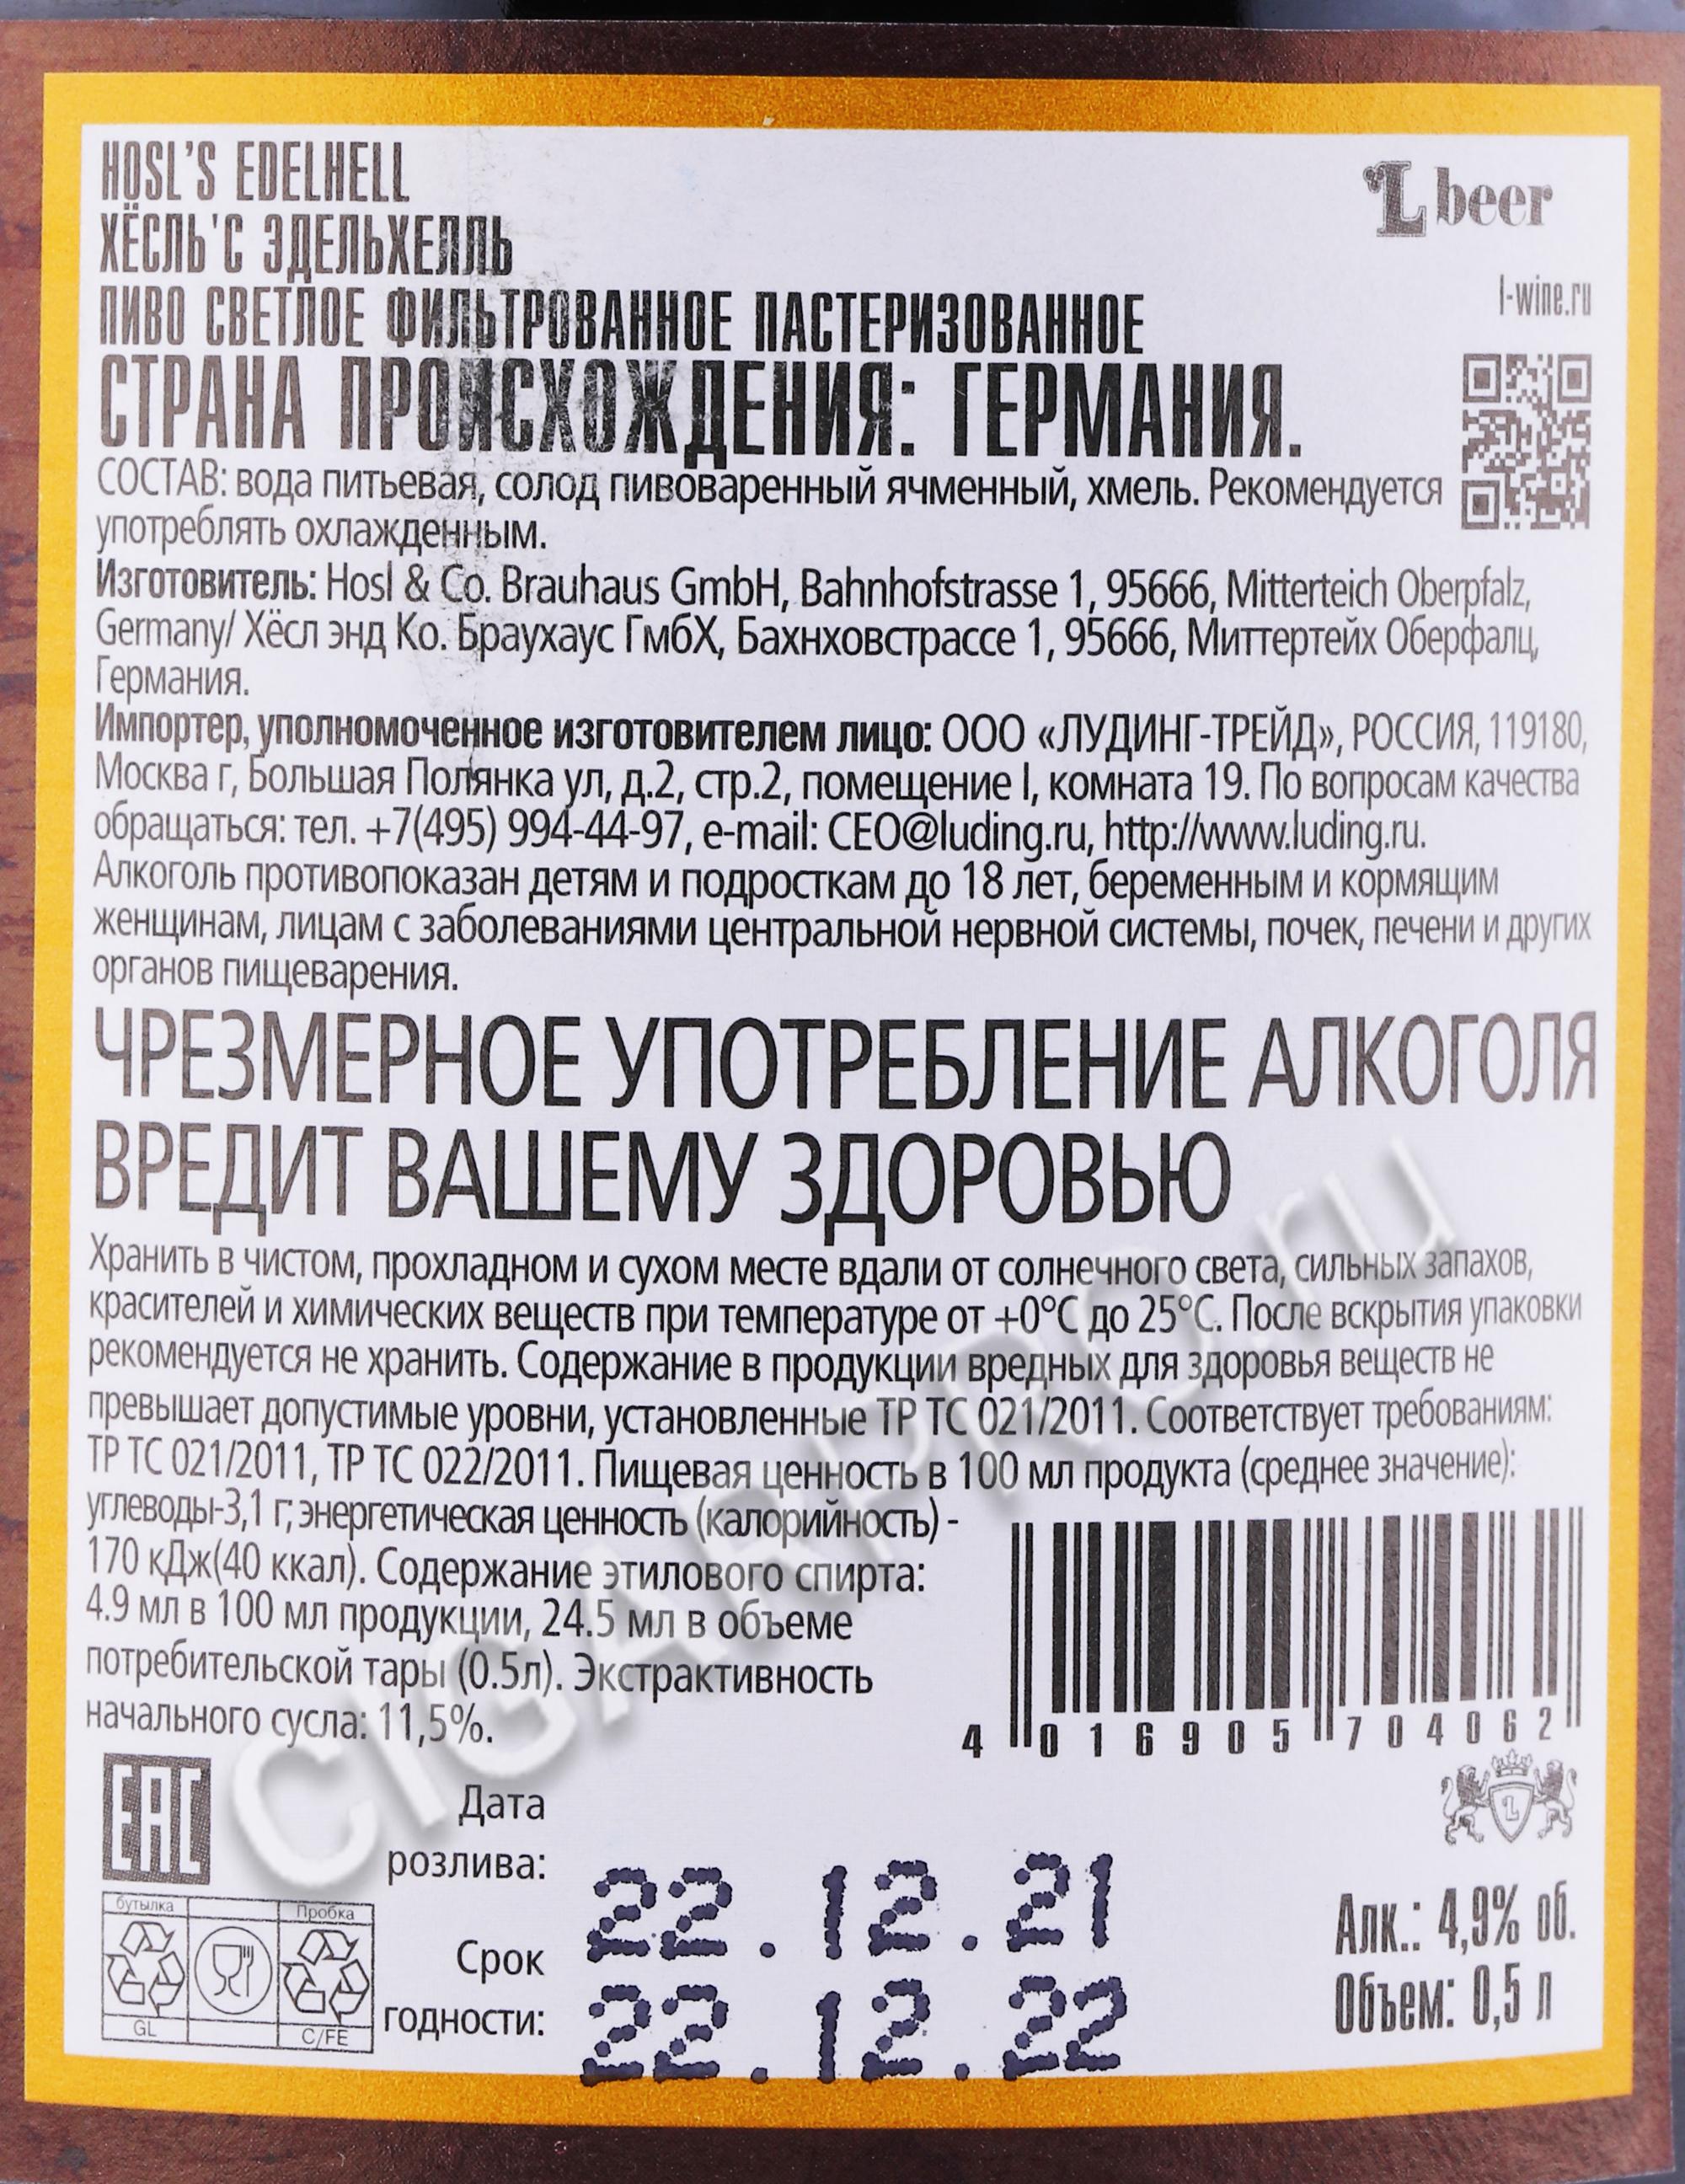 HOSL'S EDELHELL
ХЁСЛЬ'С ЭДЕЛЬХЕЛЛЬ
ПИВО СВЕТЛОЕ ФИЛЬТРОВАННОЕ ПАСТЕРИЗОВАННОЕ
СТРАНА ПРОИСХОЖДЕНИЯ: ГЕРМАНИЯ.
L beer
l-wine.ru
СОСТАВ: вода питьевая, солод пивоваренный ячменный, хмель. Рекомендуется
употреблять охлажденным.
Изготовитель: Hosl & Co. Brauhaus GmbH, Bahnhofstrasse 1, 95666, Mitterteich Oberpfalz,
Germany/ Хёсл энд Ко. Браухаус ГмбХ, Бахнховстрассе 1, 95666, Миттертейх Оберфалц,
Германия.
Импортер, уполномоченное изготовителем лицо: ООО «ЛУДИНГ-ТРЕЙД», РОССИЯ, 119180,
Москва г, Большая Полянка ул, д.2, стр.2, помещение I, комната 19. По вопросам качества
обращаться: тел. +7(495) 994-44-97, e-mail: CEO@luding.ru, http://www.luding.ru.
Алкоголь противопоказан детям и подросткам до 18 лет, беременным и кормящим
женщинам, лицам с заболеваниями центральной нервной системы, почек, печени и других
органов пищеварения.
ЧРЕЗМЕРНОЕ УПОТРЕБЛЕНИЕ АЛКОГОЛЯ
ВРЕДИТ ВАШЕМУ ЗДОРОВЬЮ
Хранить в чистом, прохладном и сухом месте вдали от солнечного света, сильных запахов,
красителей и химических веществ при температуре от +0°С до 25°С. После вскрытия упаковки
рекомендуется не хранить. Содержание в продукции вредных для здоровья веществ не
превышает допустимые уровни, установленные ТР ТС 021/2011. Соответствует требованиям:
ТР ТС 021/2011, ТР ТС 022/2011. Пищевая ценность в 100 мл продукта (среднее значение):
углеводы-3,1 г; энергетическая ценность (калорийность) -
170 кДж(40 ккал). Содержание этилового спирта:
4.9 мл в 100 мл продукции, 24.5 мл в объеме
потребительской тары (0.5л). Экстрактивность
начального сусла: 11,5%.
4 016905 704062
CIGARPRO.ru
EAC
Дата
розлива:
22.12.21
Срок
годности:
22.12.22
бутылка
Пробка
GL
C/FE
L
Алк.: 4,9% об.
Объем: 0,5 л